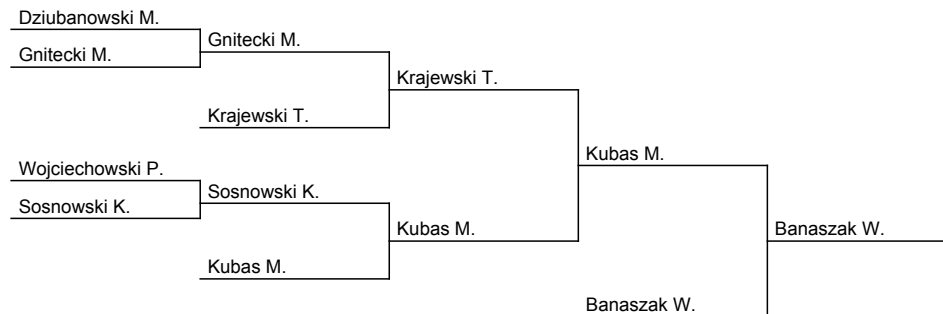 Dziubanowski M.
Gnitecki M.
Gnitecki M.
Krajewski T.
Krajewski T.
Wojciechowski P.
Sosnowski K.
Sosnowski K.
Kubas M.
Kubas M.
Kubas M.
Banaszak W.
Banaszak W.